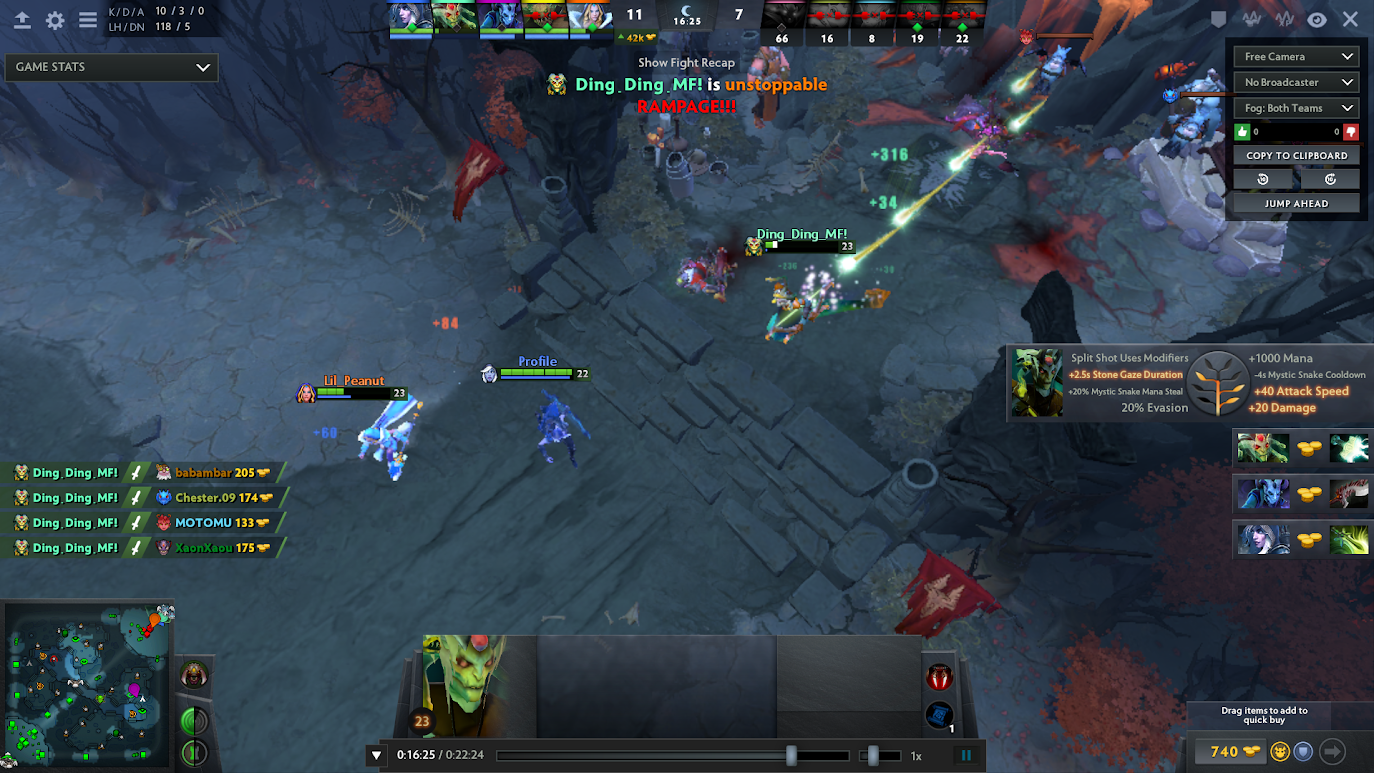 K/D/A 10 / 3 / 0
LH/DN 118 / 5
11
16:25
7
42k
66 16 8 19 22
GAME STATS
Show Fight Recap
Ding_Ding_MF! is unstoppable
RAMPAGE!!!
Free Camera
No Broadcaster
Fog: Both Teams
0 0
COPY TO CLIPBOARD
10 10
JUMP AHEAD
+316
+34
Ding_Ding_MF!
23
+236 +38
+18
+84
Profile
22
Lil_Peanut
23
+60
Split Shot Uses Modifiers +1000 Mana
+2.5s Stone Gaze Duration -4s Mystic Snake Cooldown
+20% Mystic Snake Mana Steal +40 Attack Speed
20% Evasion +20 Damage
Ding_Ding_MF! babambar 205
Ding_Ding_MF! Chester.09 174
Ding_Ding_MF! MOTOMU 133
Ding_Ding_MF! XaonXaou 175
23
1
Drag items to add to
quick buy
740
0:16:25 / 0:22:24
1x